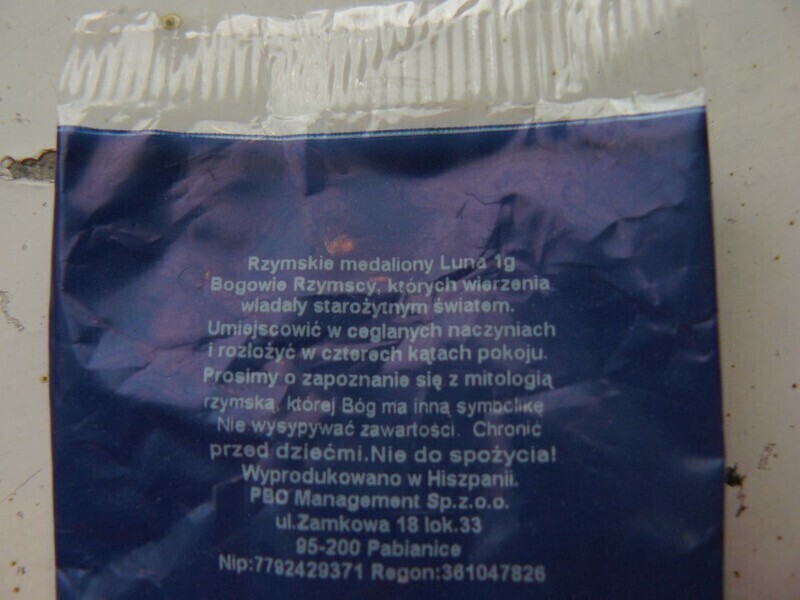 Rzymskie medaliony Luna 1g
Bogowie Rzymscy, których wierzenia
wladaly starożytnym światem.
Umiejscowić w ceglanych naczyniach
i rozlożyć w czterech kątach pokoju.
Prosimy o zapoznanie się z mitologią
rzymską, której Bóg ma inną symbolikę
Nie wysypywać zawartości. Chronić
przed dziećmi.Nie do spożycia!
Wyprodukowano w Hiszpanii.
PBO Management Sp.z.o.o.
ul.Zamkowa 18 lok.33
95-200 Pabianice
Nip:7792429371 Regon:361047826